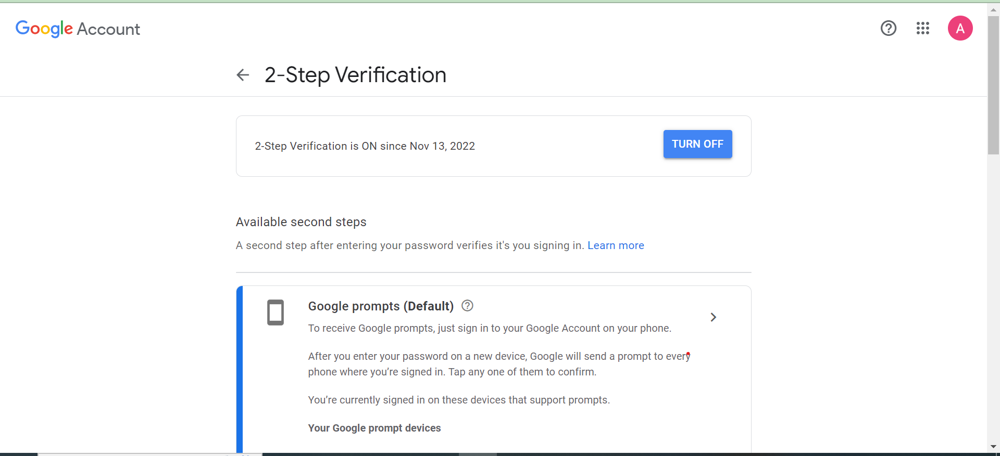 Google Account
A
2-Step Verification
2-Step Verification is ON since Nov 13, 2022
TURN OFF
Available second steps
A second step after entering your password verifies it's you signing in. Learn more
Google prompts (Default)
To receive Google prompts, just sign in to your Google Account on your phone.
After you enter your password on a new device, Google will send a prompt to every
phone where you’re signed in. Tap any one of them to confirm.
You’re currently signed in on these devices that support prompts.
Your Google prompt devices